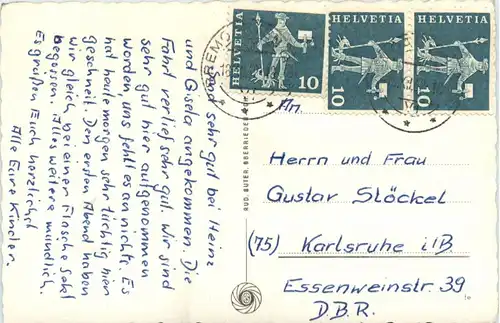 Sind sehr gut bei Heinz
und Gisela angekommen. Die
Fahrt verlief sehr gut. Wir sind
sehr gut hier aufgenommen
worden, uns fehlt es an nichts. Es
hat heute morgen sehr tüchtig hier
geschneit. Den ersten Abend haben
wir gleich bei einer Flasche Sekt
begossen. Alles weitere mündlich.
Es grüßen Euch herzlichst
Alle Eure Kinder.
RUD. SUTER, OBERRIEDEN
HELVETIA
10
HELVETIA
10
HELVETIA
10
An.
Herrn und Frau
Gustav Stöckel
(75) Karlsruhe i/B.
Essenweinstr. 39
D.B.R.